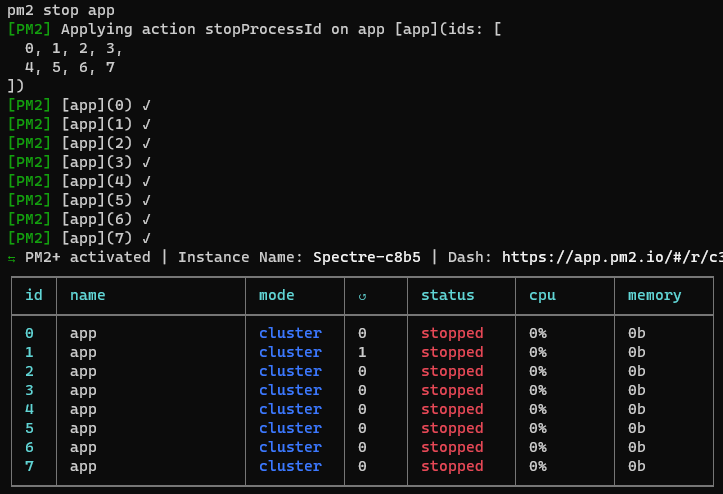 pm2 stop app
[PM2] Applying action stopProcessId on app [app](ids: [
  0, 1, 2, 3,
  4, 5, 6, 7
])
[PM2] [app](0) ✓
[PM2] [app](1) ✓
[PM2] [app](2) ✓
[PM2] [app](3) ✓
[PM2] [app](4) ✓
[PM2] [app](5) ✓
[PM2] [app](6) ✓
[PM2] [app](7) ✓
⇆ PM2+ activated | Instance Name: Spectre-c8b5 | Dash: https://app.pm2.io/#/r/c3
id name mode ↺ status cpu memory
0 app cluster 0 stopped 0% 0b
1 app cluster 1 stopped 0% 0b
2 app cluster 0 stopped 0% 0b
3 app cluster 0 stopped 0% 0b
4 app cluster 0 stopped 0% 0b
5 app cluster 0 stopped 0% 0b
6 app cluster 0 stopped 0% 0b
7 app cluster 0 stopped 0% 0b